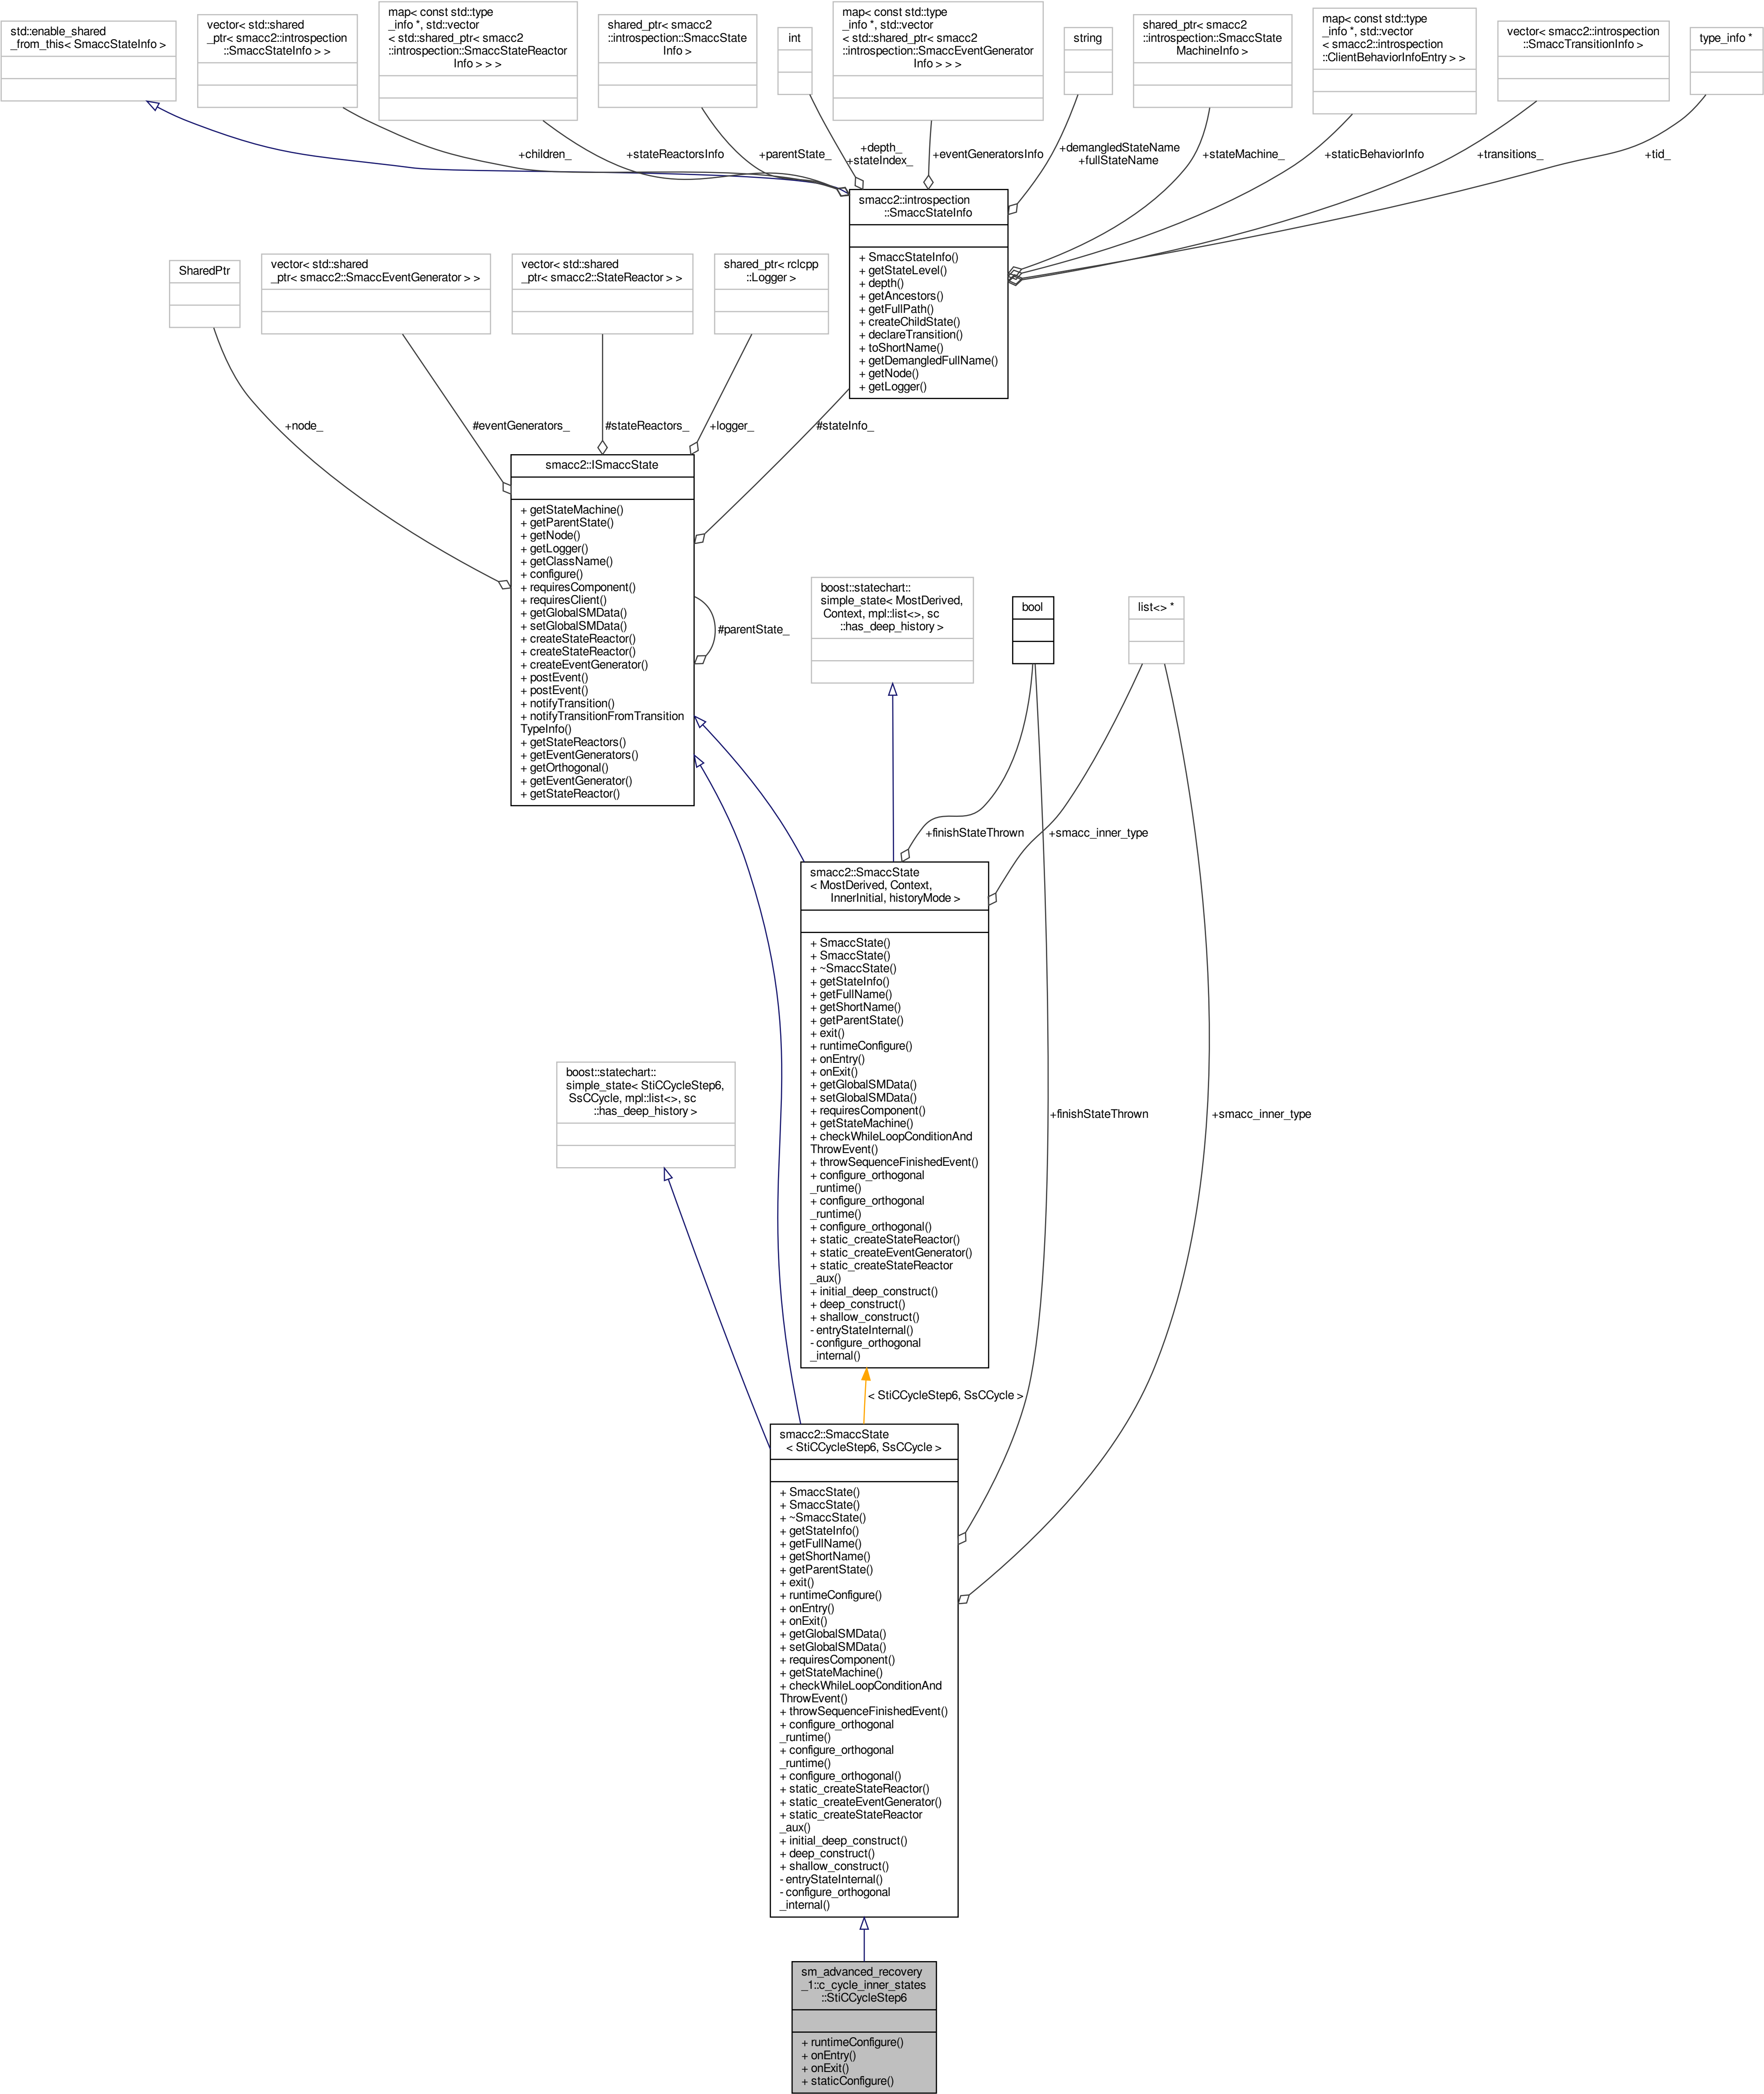 std::enable_shared
_from_this< SmaccStateInfo >
vector< std::shared
_ptr< smacc2::introspection
::SmaccStateInfo > >
map< const std::type
_info *, std::vector
< std::shared_ptr< smacc2
::introspection::SmaccStateReactor
Info > > >
shared_ptr< smacc2
::introspection::SmaccState
Info >
int
map< const std::type
_info *, std::vector
< std::shared_ptr< smacc2
::introspection::SmaccEventGenerator
Info > > >
string
shared_ptr< smacc2
::introspection::SmaccState
MachineInfo >
map< const std::type
_info *, std::vector
< smacc2::introspection
::ClientBehaviorInfoEntry > >
vector< smacc2::introspection
::SmaccTransitionInfo >
type_info *
+children_
+stateReactorsInfo
+parentState_
+depth_
+stateIndex_
+eventGeneratorsInfo
+demangledStateName
+fullStateName
+stateMachine_
+staticBehaviorInfo
+transitions_
+tid_
smacc2::introspection
::SmaccStateInfo
+ SmaccStateInfo()
+ getStateLevel()
+ depth()
+ getAncestors()
+ getFullPath()
+ createChildState()
+ declareTransition()
+ toShortName()
+ getDemangledFullName()
+ getNode()
+ getLogger()
SharedPtr
vector< std::shared
_ptr< smacc2::SmaccEventGenerator > >
vector< std::shared
_ptr< smacc2::StateReactor > >
shared_ptr< rclcpp
::Logger >
+node_
#eventGenerators_
#stateReactors_
+logger_
#stateInfo_
smacc2::ISmaccState
+ getStateMachine()
+ getParentState()
+ getNode()
+ getLogger()
+ getClassName()
+ configure()
+ requiresComponent()
+ requiresClient()
+ getGlobalSMData()
+ setGlobalSMData()
+ createStateReactor()
+ createStateReactor()
+ createEventGenerator()
+ postEvent()
+ postEvent()
+ notifyTransition()
+ notifyTransitionFromTransition
TypeInfo()
+ getStateReactors()
+ getEventGenerators()
+ getOrthogonal()
+ getEventGenerator()
+ getStateReactor()
#parentState_
boost::statechart::
simple_state< MostDerived,
Context, mpl::list<>, sc
::has_deep_history >
bool
list<> *
+finishStateThrown
+smacc_inner_type
smacc2::SmaccState
< MostDerived, Context,
InnerInitial, historyMode >
+ SmaccState()
+ SmaccState()
+ ~SmaccState()
+ getStateInfo()
+ getFullName()
+ getShortName()
+ getParentState()
+ exit()
+ runtimeConfigure()
+ onEntry()
+ onExit()
+ getGlobalSMData()
+ setGlobalSMData()
+ requiresComponent()
+ getStateMachine()
+ checkWhileLoopConditionAnd
ThrowEvent()
+ throwSequenceFinishedEvent()
+ configure_orthogonal
_runtime()
+ configure_orthogonal
_runtime()
+ configure_orthogonal()
+ static_createStateReactor()
+ static_createEventGenerator()
+ static_createStateReactor
_aux()
+ initial_deep_construct()
+ deep_construct()
+ shallow_construct()
- entryStateInternal()
- configure_orthogonal
_internal()
boost::statechart::
simple_state< StiCCycleStep6,
SsCCycle, mpl::list<>, sc
::has_deep_history >
+finishStateThrown
+smacc_inner_type
< StiCCycleStep6, SsCCycle >
smacc2::SmaccState
< StiCCycleStep6, SsCCycle >
+ SmaccState()
+ SmaccState()
+ ~SmaccState()
+ getStateInfo()
+ getFullName()
+ getShortName()
+ getParentState()
+ exit()
+ runtimeConfigure()
+ onEntry()
+ onExit()
+ getGlobalSMData()
+ setGlobalSMData()
+ requiresComponent()
+ getStateMachine()
+ checkWhileLoopConditionAnd
ThrowEvent()
+ throwSequenceFinishedEvent()
+ configure_orthogonal
_runtime()
+ configure_orthogonal
_runtime()
+ configure_orthogonal()
+ static_createStateReactor()
+ static_createEventGenerator()
+ static_createStateReactor
_aux()
+ initial_deep_construct()
+ deep_construct()
+ shallow_construct()
- entryStateInternal()
- configure_orthogonal
_internal()
sm_advanced_recovery
_1::c_cycle_inner_states
::StiCCycleStep6
+ runtimeConfigure()
+ onEntry()
+ onExit()
+ staticConfigure()